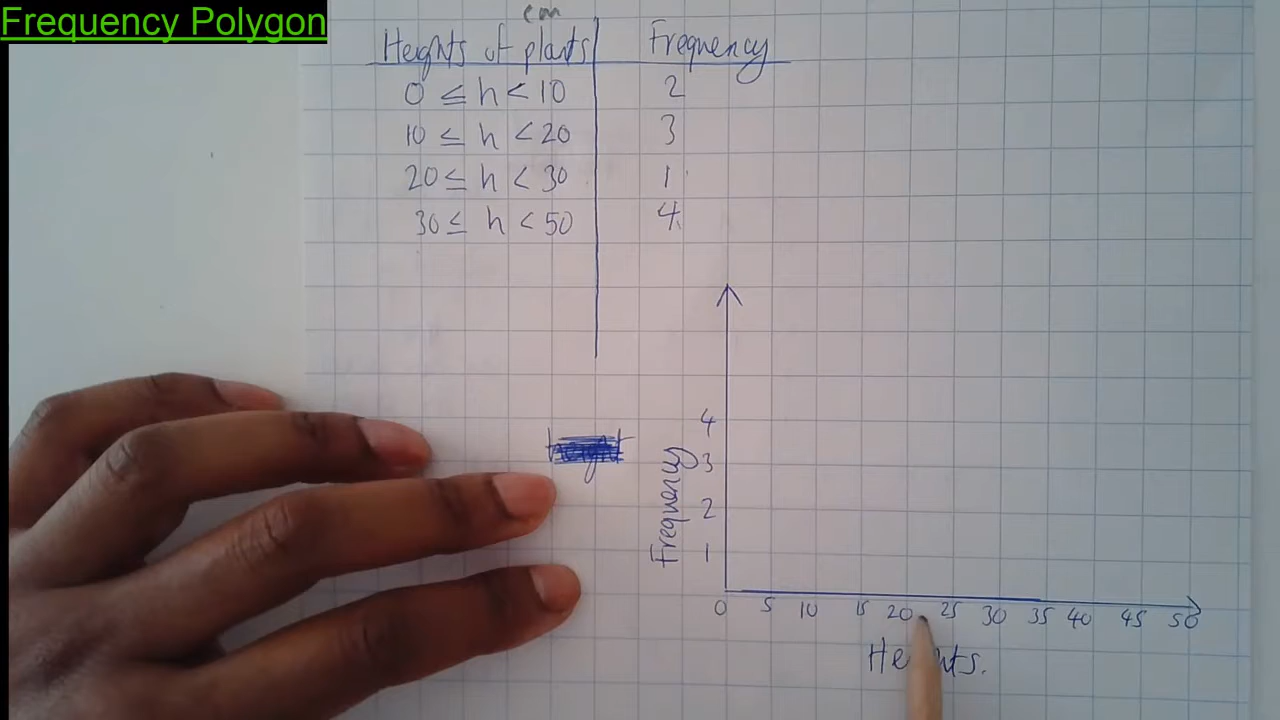 Frequency Polygon
cm
Heights of plants Frequency
0 ≤ h < 10 2
10 ≤ h < 20 3
20 ≤ h < 30 1
30 ≤ h < 50 4
4
3
2
1
Frequency
0 5 10 15 20 25 30 35 40 45 50